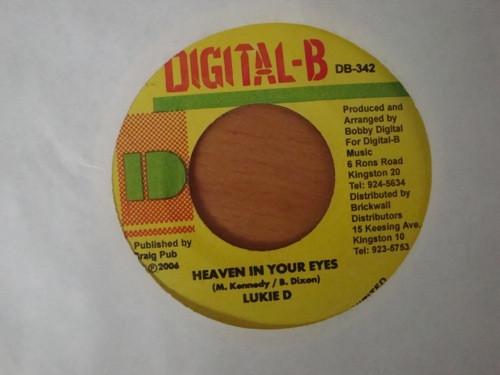 DIGITAL-B
DB-342
Produced and
Arranged by
Bobby Digital
For Digital-B
Music
6 Rons Road
Kingston 20
Tel: 924-5634
Distributed by
Brickwall
Distributors
15 Keesing Ave,
Kingston 10
Tel: 923-5753
D
Published by
raig Pub
℗2006
HEAVEN IN YOUR EYES
(M. Kennedy / B. Dixon)
LUKIE D